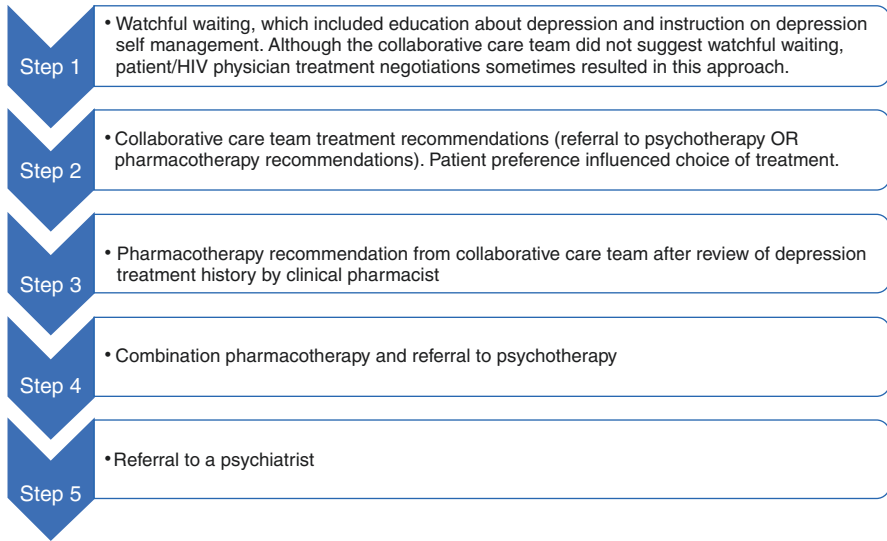 Step 1
• Watchful waiting, which included education about depression and instruction on depression
self management. Although the collaborative care team did not suggest watchful waiting,
patient/HIV physician treatment negotiations sometimes resulted in this approach.
Step 2
• Collaborative care team treatment recommendations (referral to psychotherapy OR
pharmacotherapy recommendations). Patient preference influenced choice of treatment.
Step 3
• Pharmacotherapy recommendation from collaborative care team after review of depression
treatment history by clinical pharmacist
Step 4
• Combination pharmacotherapy and referral to psychotherapy
Step 5
• Referral to a psychiatrist